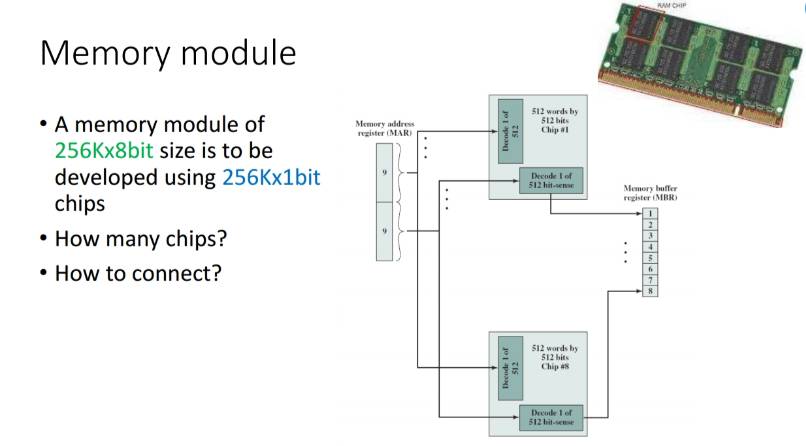 RAM CHIP
Memory module
• A memory module of
256Kx8bit size is to be
developed using 256Kx1bit
chips
• How many chips?
• How to connect?
Memory address
register (MAR)
9
9
Decode 1 of
512
512 words by
512 bits
Chip #1
Decode 1 of
512 bit-sense
Memory buffer
register (MBR)
1
2
3
4
5
6
7
8
Decode 1 of
512
512 words by
512 bits
Chip #8
Decode 1 of
512 bit-sense